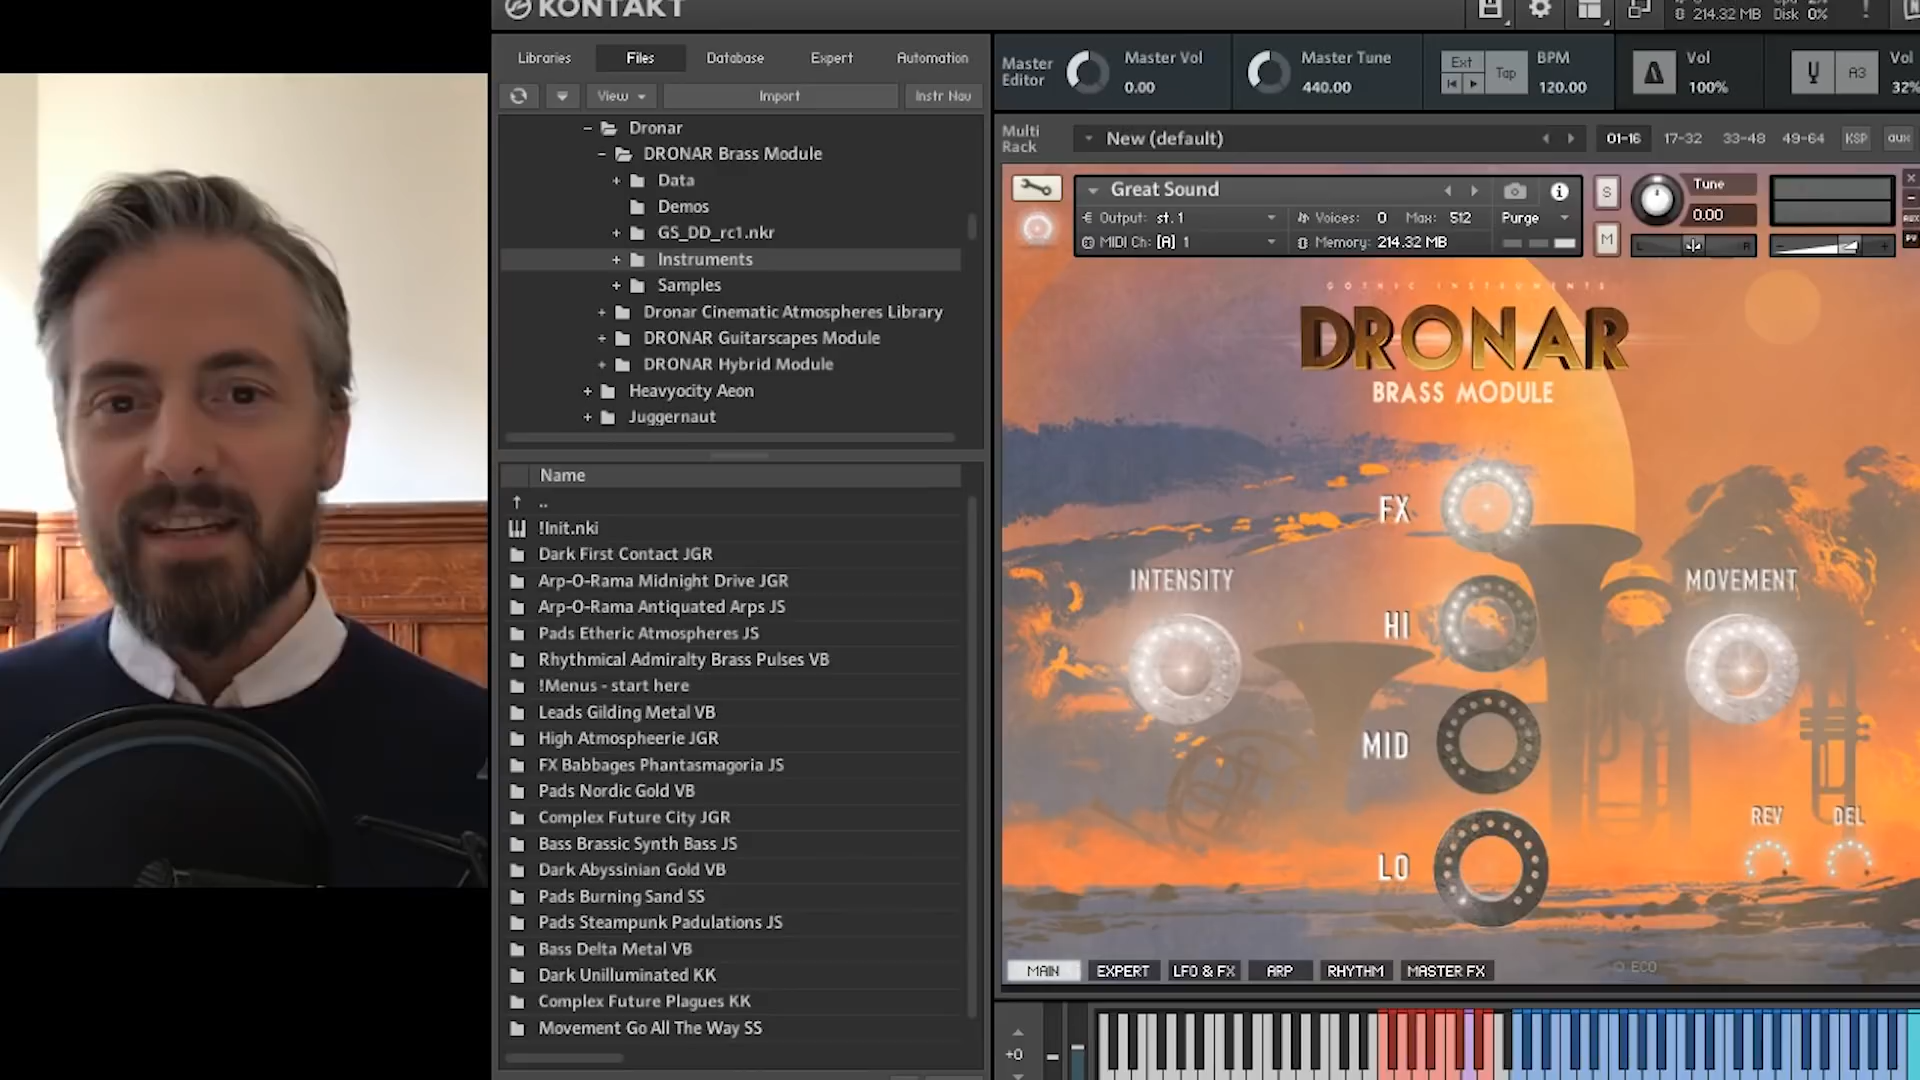 KONTAKT
214.32 MB Disk 0%
Libraries Files Database Expert Automation
View Import Instr Nav
Dronar
DRONAR Brass Module
Data
Demos
GS_DD_rc1.nkr
Instruments
Samples
Dronar Cinematic Atmospheres Library
DRONAR Guitarscapes Module
DRONAR Hybrid Module
Heavyocity Aeon
Juggernaut
Name
..
!Init.nki
Dark First Contact JGR
Arp-O-Rama Midnight Drive JGR
Arp-O-Rama Antiquated Arps JS
Pads Etheric Atmospheres JS
Rhythmical Admiralty Brass Pulses VB
!Menus - start here
Leads Gilding Metal VB
High Atmospheerie JGR
FX Babbages Phantasmagoria JS
Pads Nordic Gold VB
Complex Future City JGR
Bass Brassic Synth Bass JS
Dark Abyssinian Gold VB
Pads Burning Sand SS
Pads Steampunk Padulations JS
Bass Delta Metal VB
Dark Unilluminated KK
Complex Future Plagues KK
Movement Go All The Way SS
Master Editor
Master Vol
0.00
Master Tune
440.00
Ext
Tap
BPM
120.00
Vol
100%
A3
Vol
32%
Multi Rack
New (default)
01-16 17-32 33-48 49-64 KSP aux
Great Sound
Output: st. 1
Voices: 0 Max: 512
Purge
MIDI Ch: [A] 1
Memory: 214.32 MB
S
M
Tune
0.00
L R
GOTHIC INSTRUMENTS
DRONAR
BRASS MODULE
FX
INTENSITY
HI
MOVEMENT
MID
REV DEL
LO
ECO
MAIN EXPERT LFO & FX ARP RHYTHM MASTER FX
+0